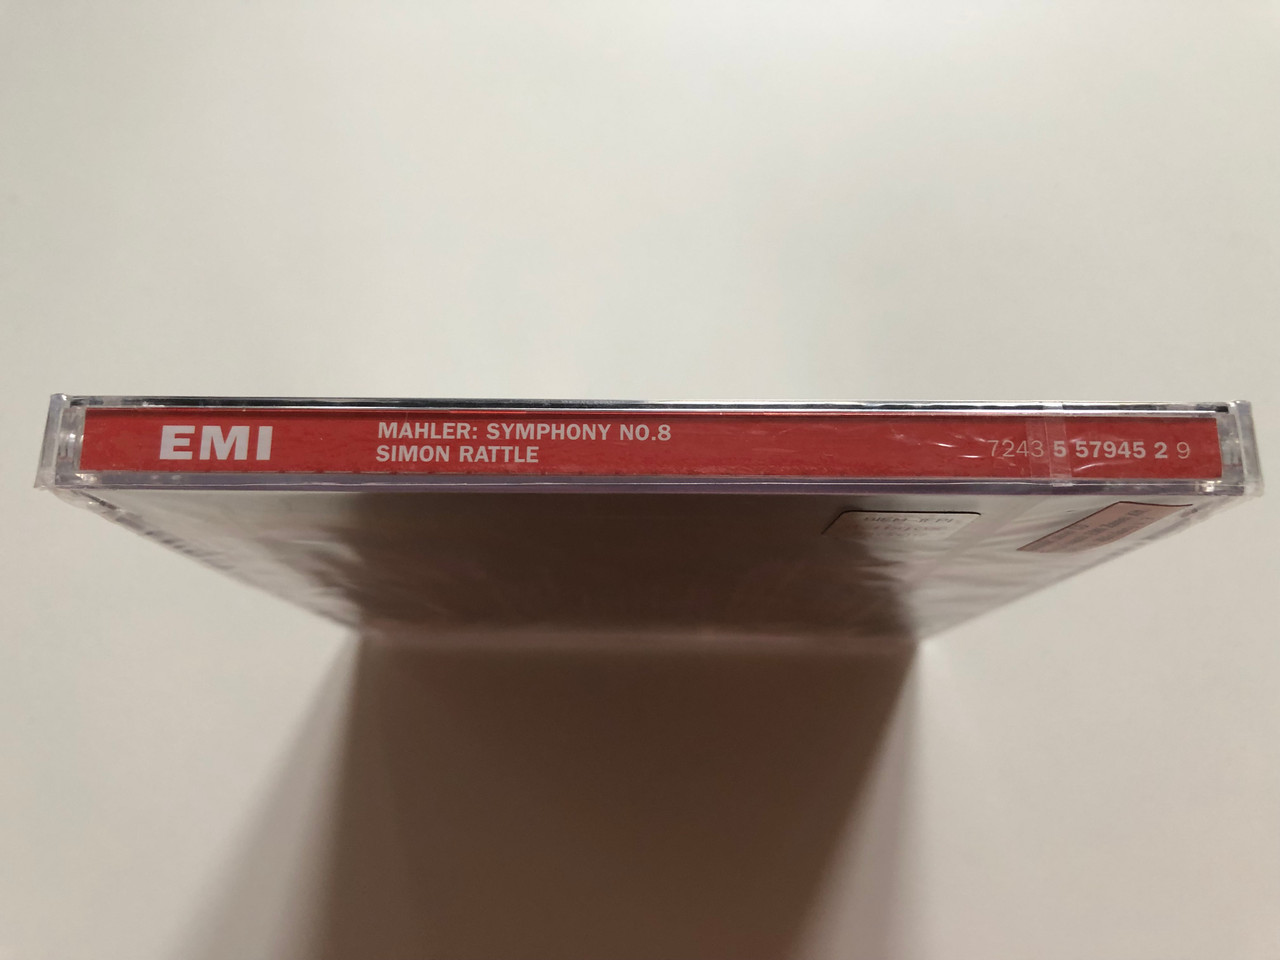 EMI
MAHLER: SYMPHONY NO.8
SIMON RATTLE
7243 5 57945 2 9